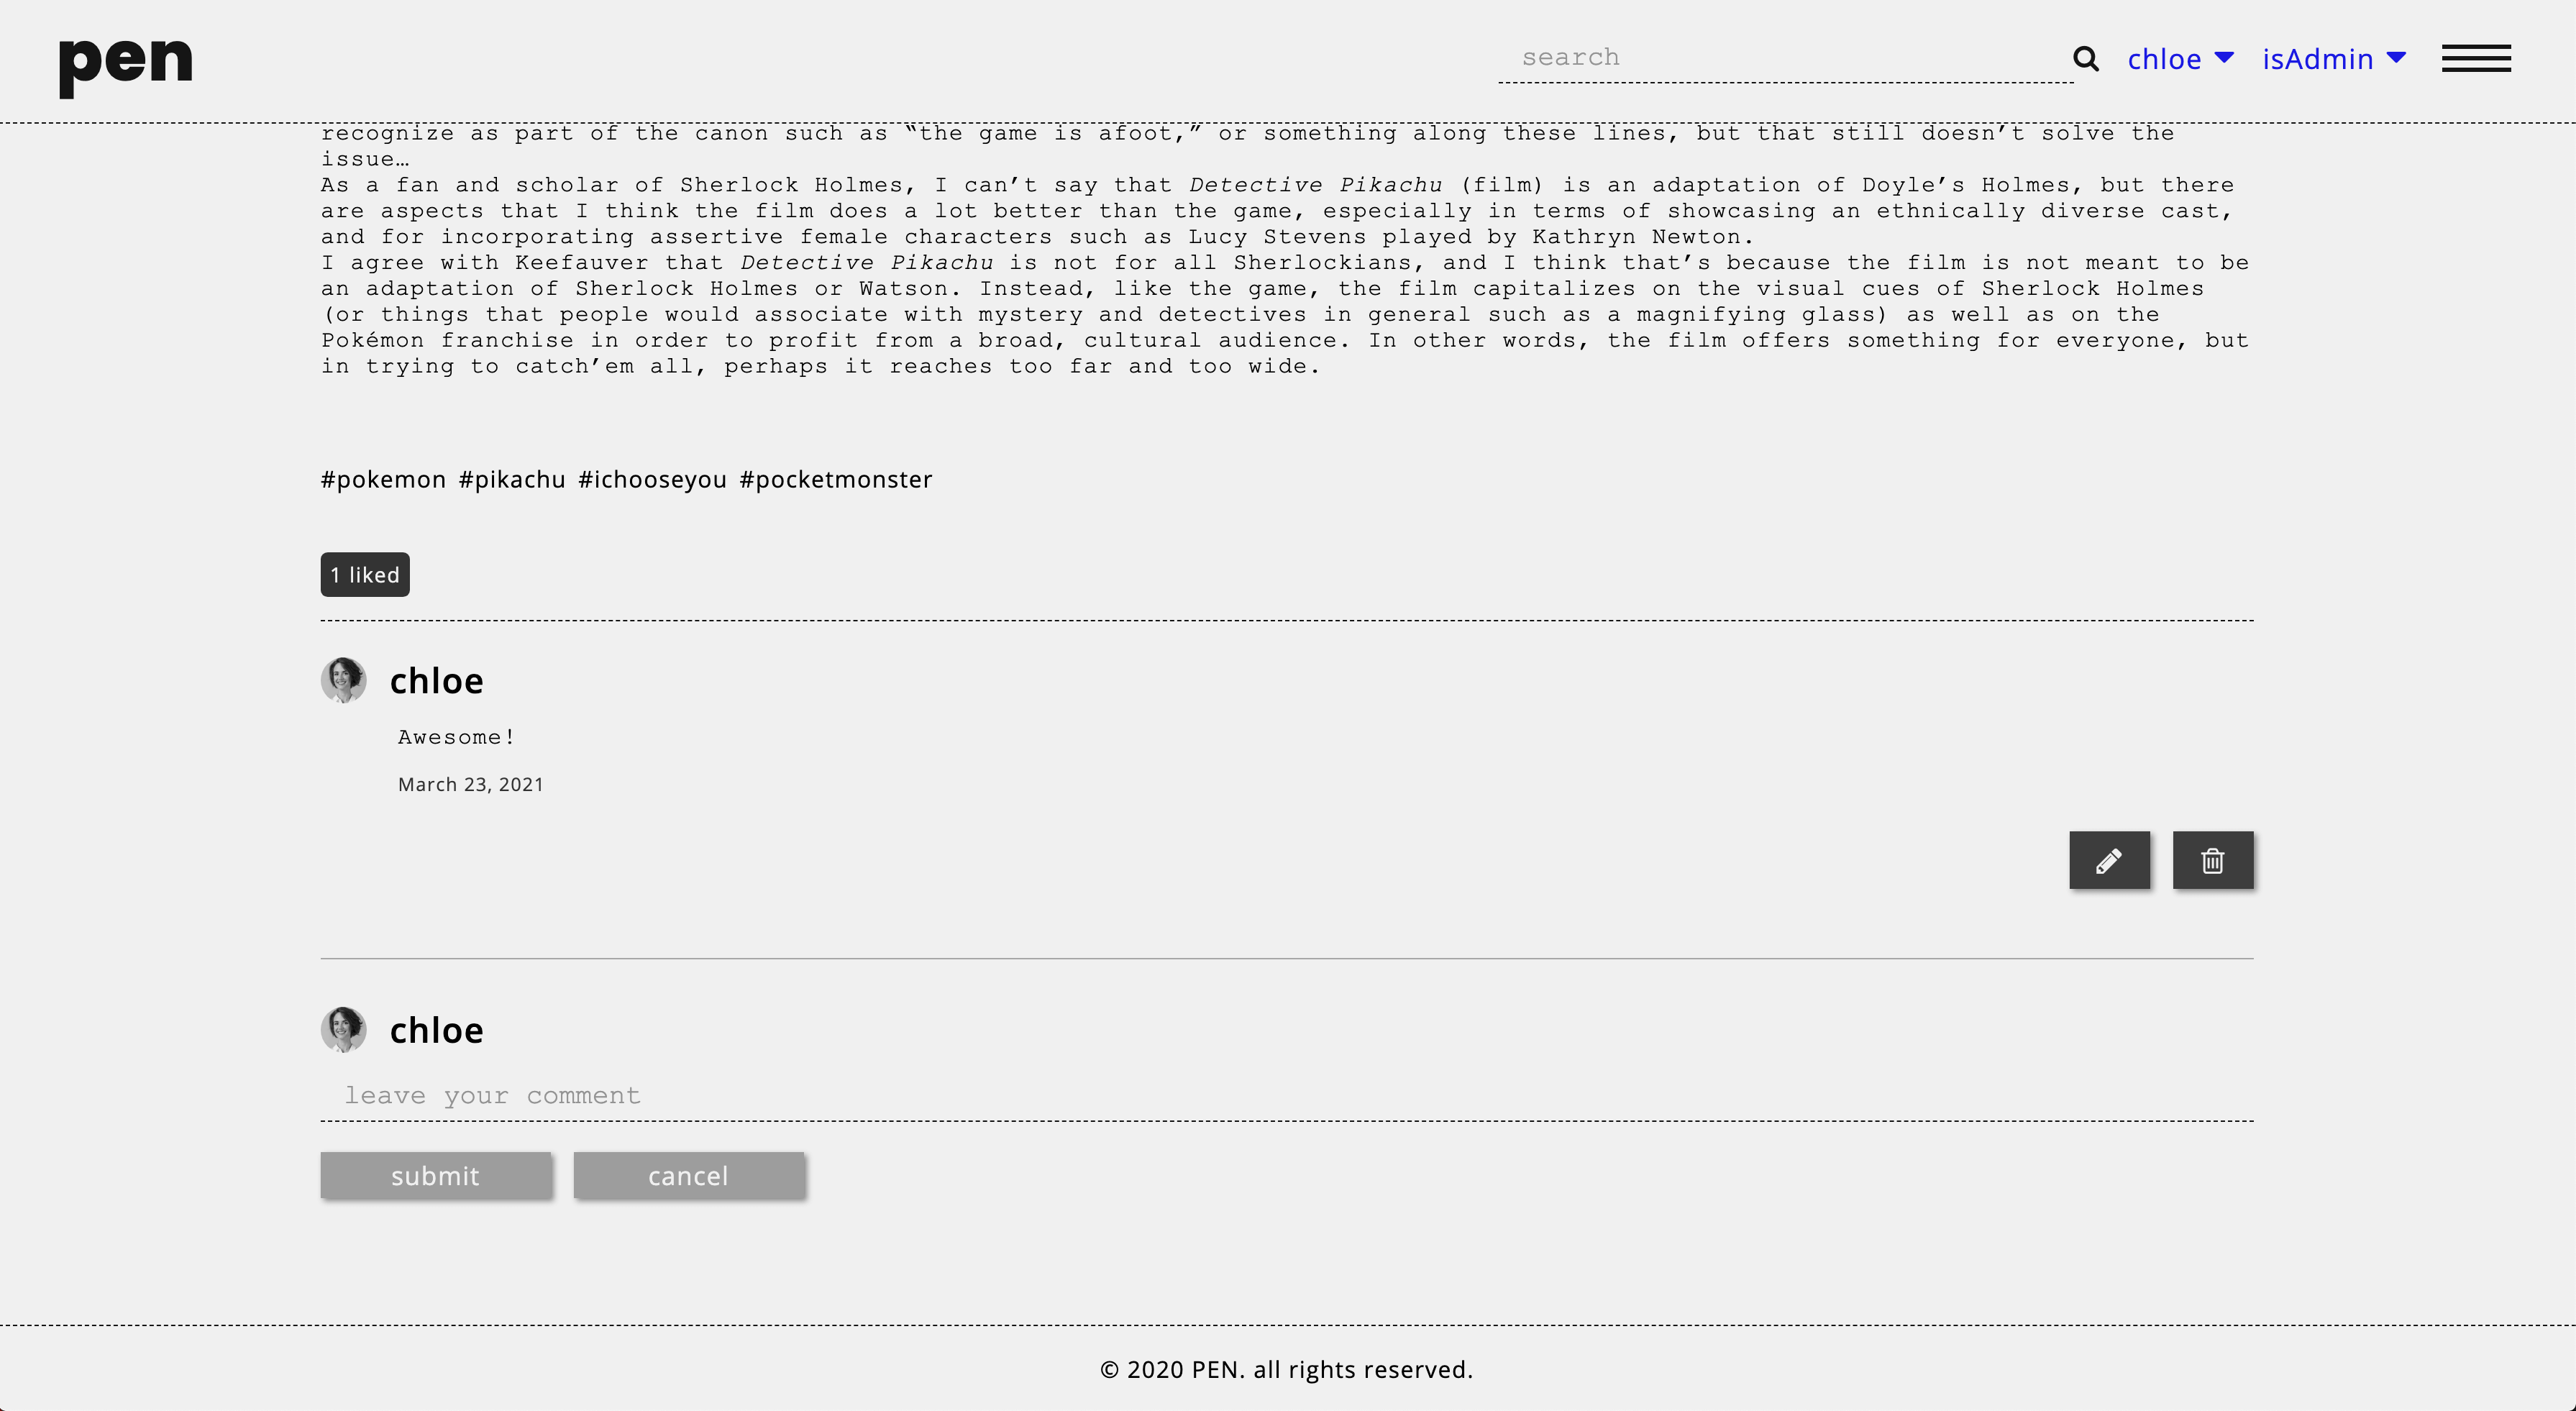 pen
search
chloe
isAdmin
recognize as part of the canon such as “the game is afoot,” or something along these lines, but that still doesn’t solve the
issue…
As a fan and scholar of Sherlock Holmes, I can’t say that Detective Pikachu (film) is an adaptation of Doyle’s Holmes, but there
are aspects that I think the film does a lot better than the game, especially in terms of showcasing an ethnically diverse cast,
and for incorporating assertive female characters such as Lucy Stevens played by Kathryn Newton.
I agree with Keefauver that Detective Pikachu is not for all Sherlockians, and I think that’s because the film is not meant to be
an adaptation of Sherlock Holmes or Watson. Instead, like the game, the film capitalizes on the visual cues of Sherlock Holmes
(or things that people would associate with mystery and detectives in general such as a magnifying glass) as well as on the
Pokémon franchise in order to profit from a broad, cultural audience. In other words, the film offers something for everyone, but
in trying to catch’em all, perhaps it reaches too far and too wide.
#pokemon #pikachu #ichooseyou #pocketmonster
1 liked
chloe
Awesome!
March 23, 2021
chloe
leave your comment
submit
cancel
© 2020 PEN. all rights reserved.